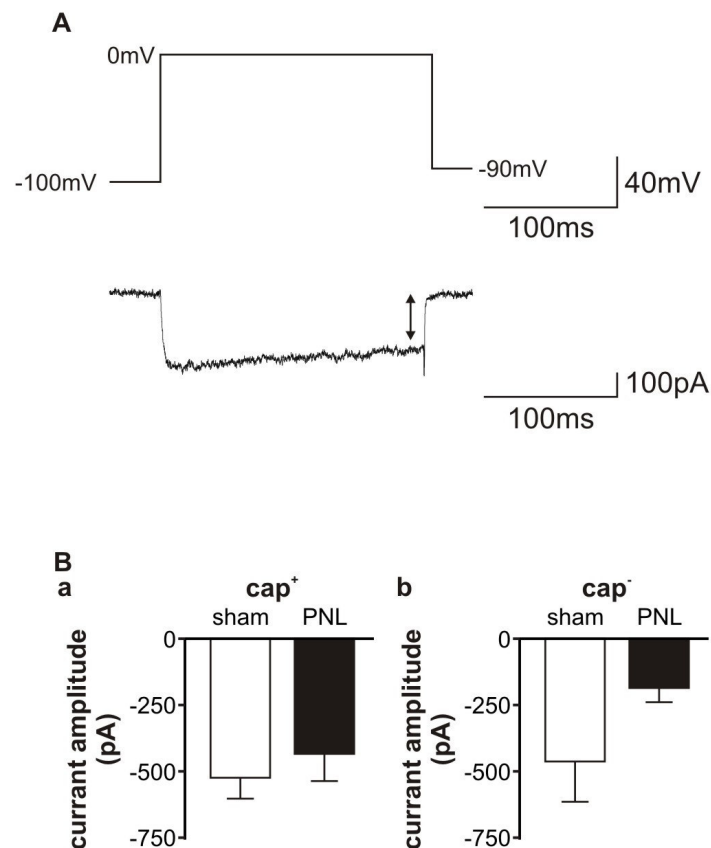 A
0mV
-100mV
-90mV
40mV
100ms
100pA
100ms
B
a
cap+
sham PNL
currant amplitude
(pA)
0
-250
-500
-750
b
cap-
sham PNL
currant amplitude
(pA)
0
-250
-500
-750